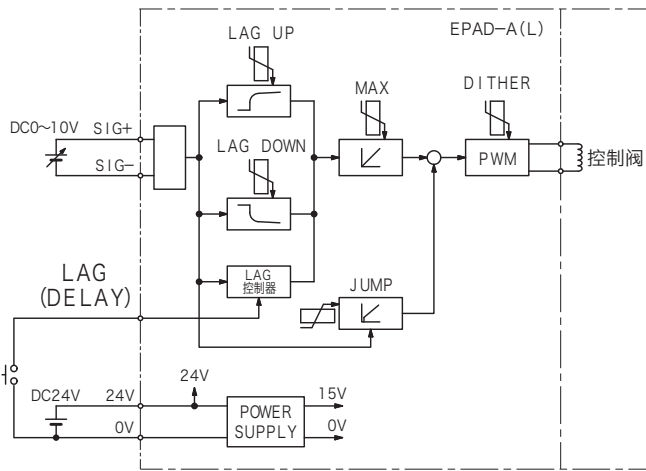 LAG UP
EPAD-A(L)
MAX
DITHER
DC0~10V
SIG+
LAG DOWN
SIG-
PWM
控制阀
LAG
(DELAY)
LAG
控制器
JUMP
24V
15V
DC24V
24V
POWER
SUPPLY
0V
0V